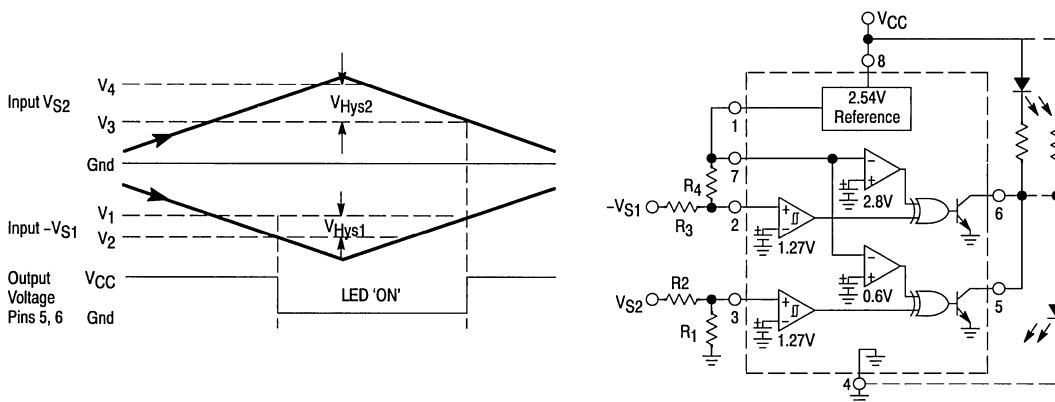 Input VS2
V4
V3
VHys2
Gnd
Input –VS1
V1
V2
VHys1
Output
Voltage
Pins 5, 6
VCC
LED 'ON'
Gnd
VCC
8
2.54V
Reference
1
7
R4
2.8V
6
–VS1
R3
2
1.27V
0.6V
VS2
R2
3
R1
1.27V
5
4